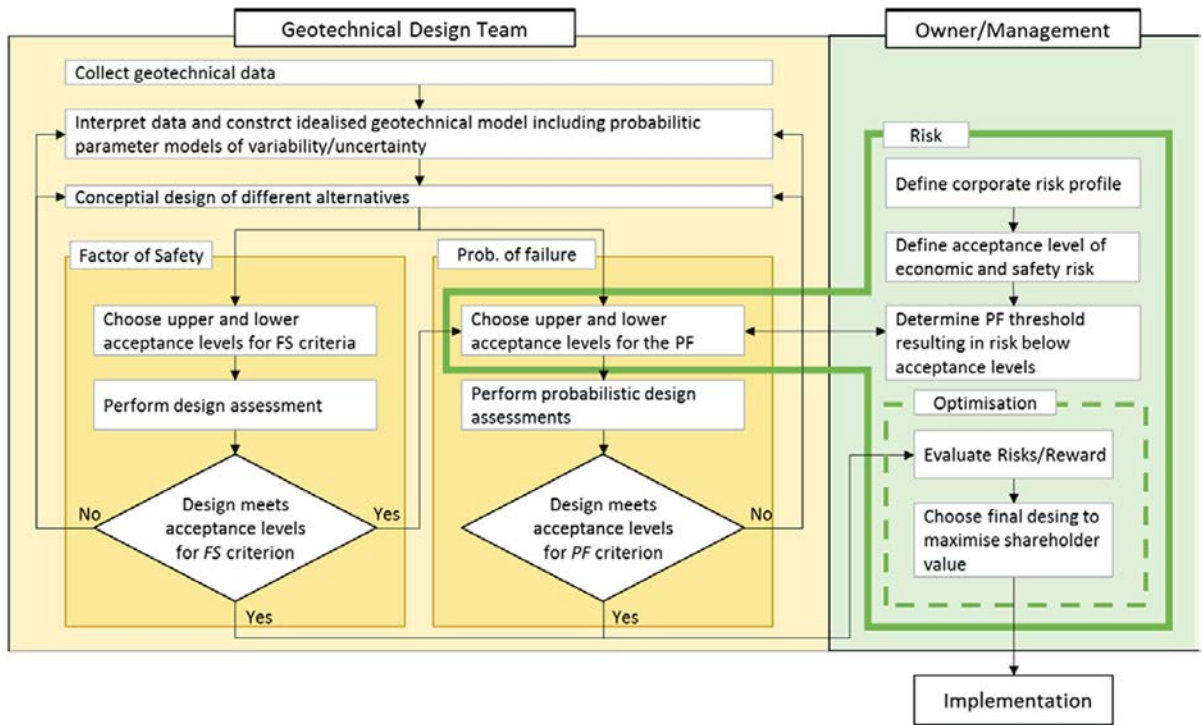 Geotechnical Design Team
Owner/Management
Collect geotechnical data
Interpret data and constrct idealised geotechnical model including probabilitic
parameter models of variability/uncertainty
Conceptial design of different alternatives
Factor of Safety
Choose upper and lower
acceptance levels for FS criteria
Perform design assessment
Design meets
acceptance levels
for FS criterion
No
Yes
Yes
Prob. of failure
Choose upper and lower
acceptance levels for the PF
Perform probabilistic design
assessments
Design meets
acceptance levels
for PF criterion
No
Yes
Risk
Define corporate risk profile
Define acceptance level of
economic and safety risk
Determine PF threshold
resulting in risk below
acceptance levels
Optimisation
Evaluate Risks/Reward
Choose final desing to
maximise shareholder
value
Implementation